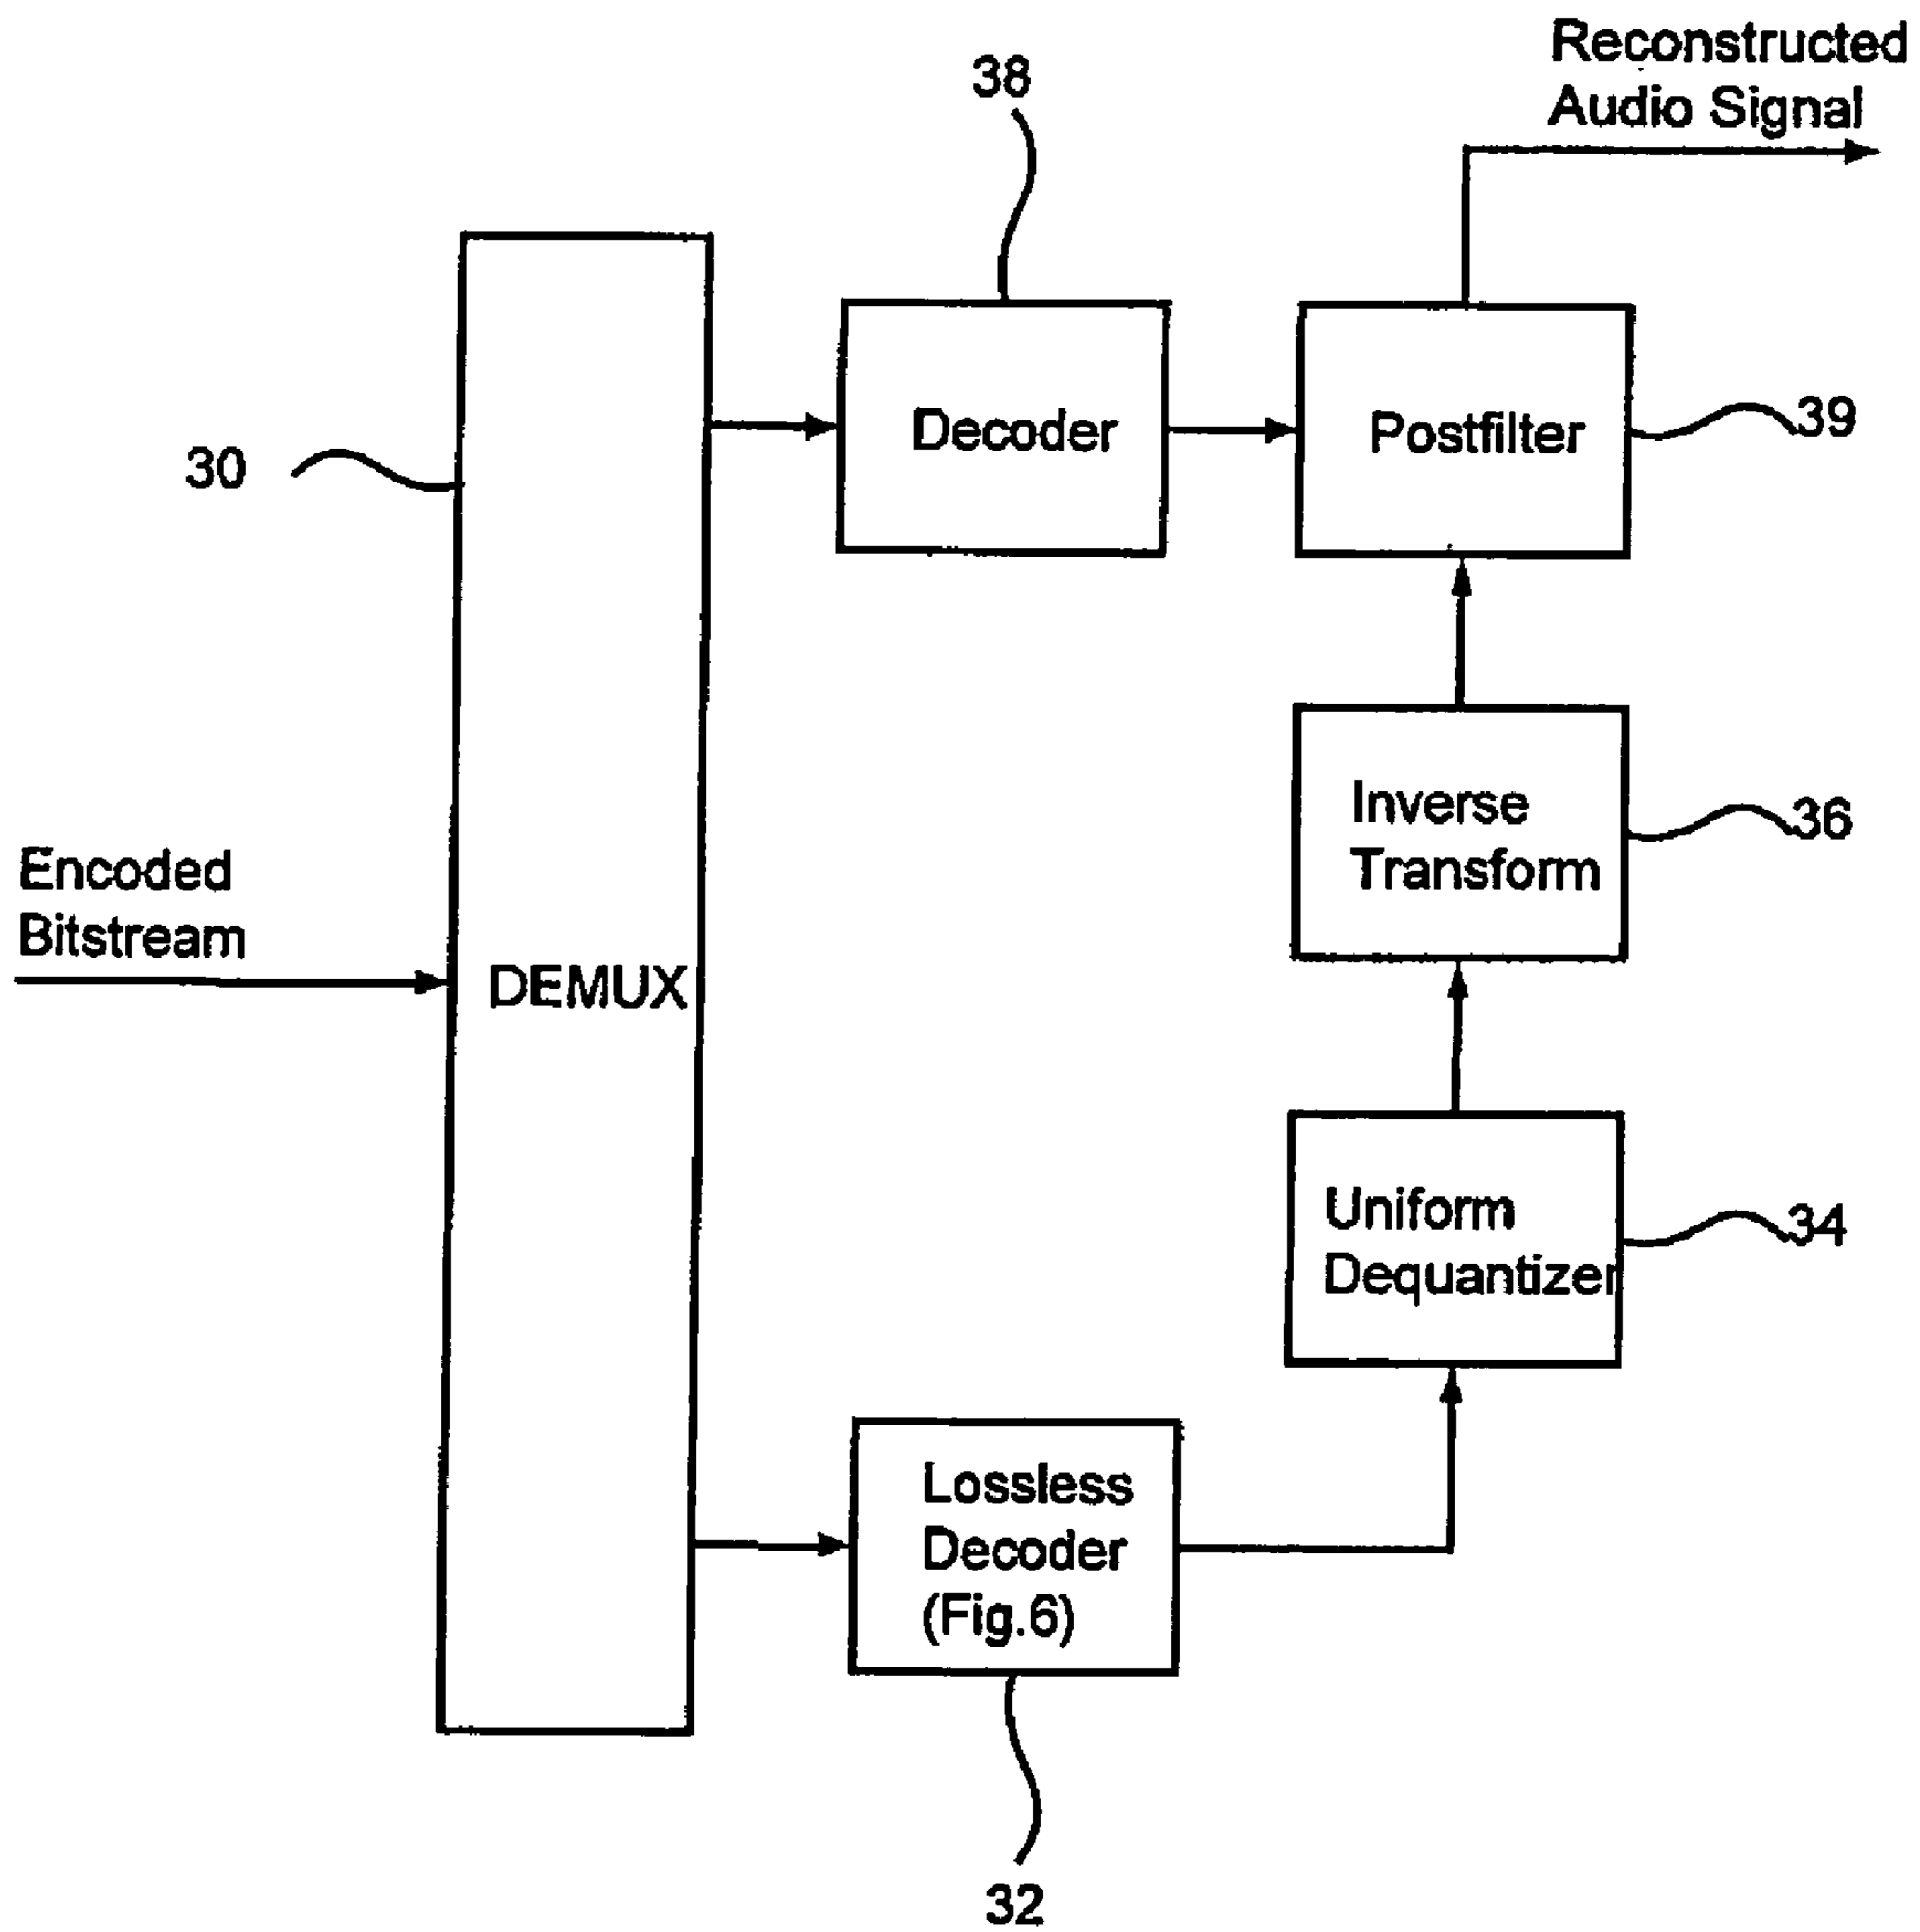 Reconstructed
Audio Signal
38
Decoder
Postfilter
39
30
Inverse
Transform
36
Encoded
Bitstream
DEMUX
Uniform
Dequantizer
34
Lossless
Decoder
(Fig.6)
32